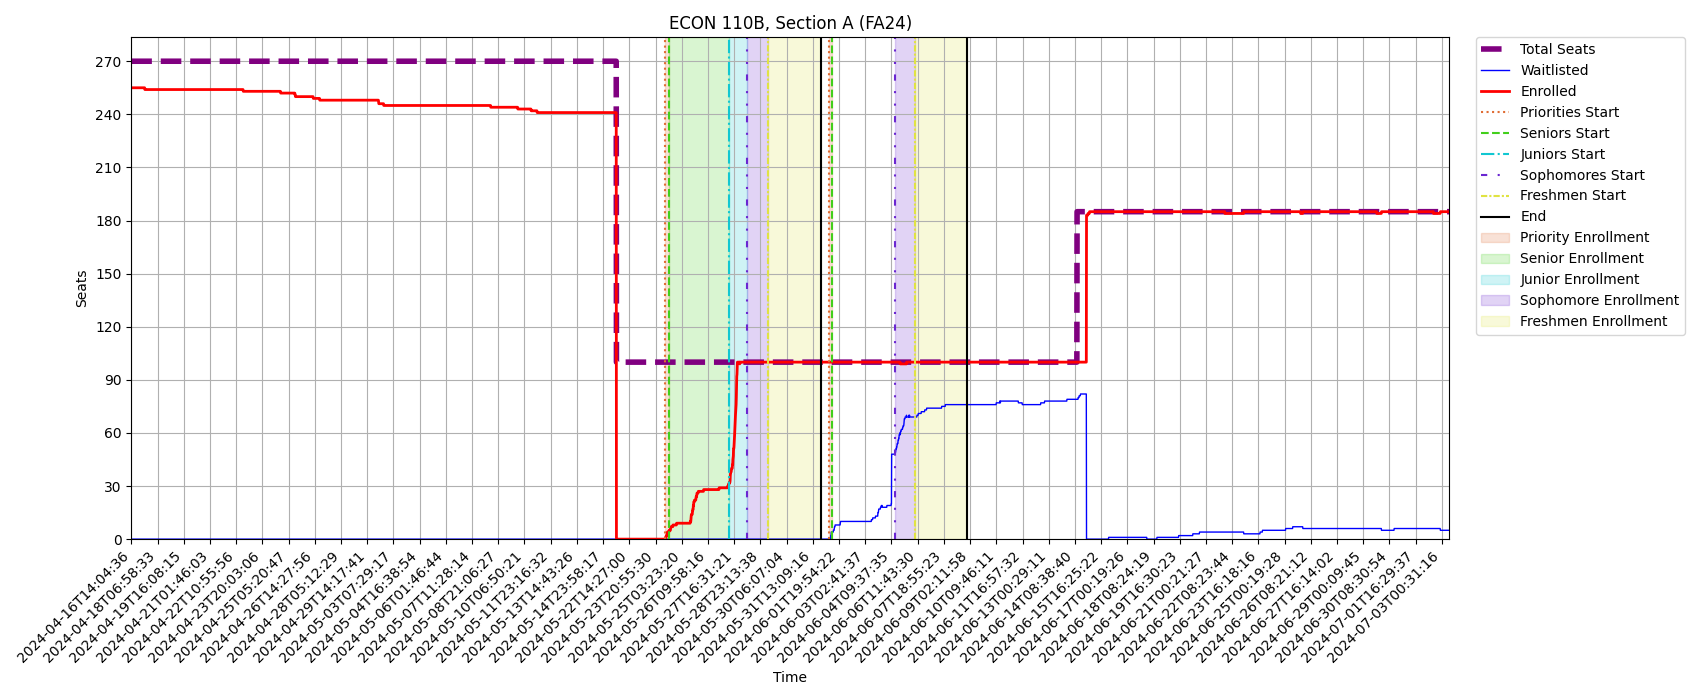 ECON 110B, Section A (FA24)
Total Seats
Waitlisted
Enrolled
Priorities Start
Seniors Start
Juniors Start
Sophomores Start
Freshmen Start
End
Priority Enrollment
Senior Enrollment
Junior Enrollment
Sophomore Enrollment
Freshmen Enrollment
Seats
270
240
210
180
150
120
90
60
30
0
2024-04-16T14:04:36
2024-04-18T06:58:33
2024-04-19T16:08:15
2024-04-21T01:46:03
2024-04-22T10:55:56
2024-04-23T20:03:06
2024-04-25T05:20:47
2024-04-26T14:27:56
2024-04-28T05:12:29
2024-04-29T14:17:41
2024-05-03T07:29:17
2024-05-04T16:38:54
2024-05-06T01:46:44
2024-05-07T11:28:14
2024-05-08T21:06:27
2024-05-10T06:50:21
2024-05-11T23:16:32
2024-05-13T14:43:26
2024-05-14T23:58:17
2024-05-22T14:27:00
2024-05-23T20:55:30
2024-05-25T03:23:20
2024-05-26T09:58:16
2024-05-27T16:31:21
2024-05-28T23:13:38
2024-05-30T06:07:04
2024-05-31T13:09:16
2024-06-01T19:54:22
2024-06-03T02:41:37
2024-06-04T09:37:35
2024-06-06T11:43:30
2024-06-07T18:55:23
2024-06-09T02:11:58
2024-06-10T09:46:11
2024-06-11T16:57:32
2024-06-13T00:29:11
2024-06-14T08:38:40
2024-06-15T16:25:22
2024-06-17T00:19:26
2024-06-18T08:24:19
2024-06-19T16:30:23
2024-06-21T00:21:27
2024-06-22T08:23:44
2024-06-23T16:18:16
2024-06-25T00:19:28
2024-06-26T08:21:12
2024-06-27T16:14:02
2024-06-29T00:09:45
2024-06-30T08:30:54
2024-07-01T16:29:37
2024-07-03T00:31:16
Time